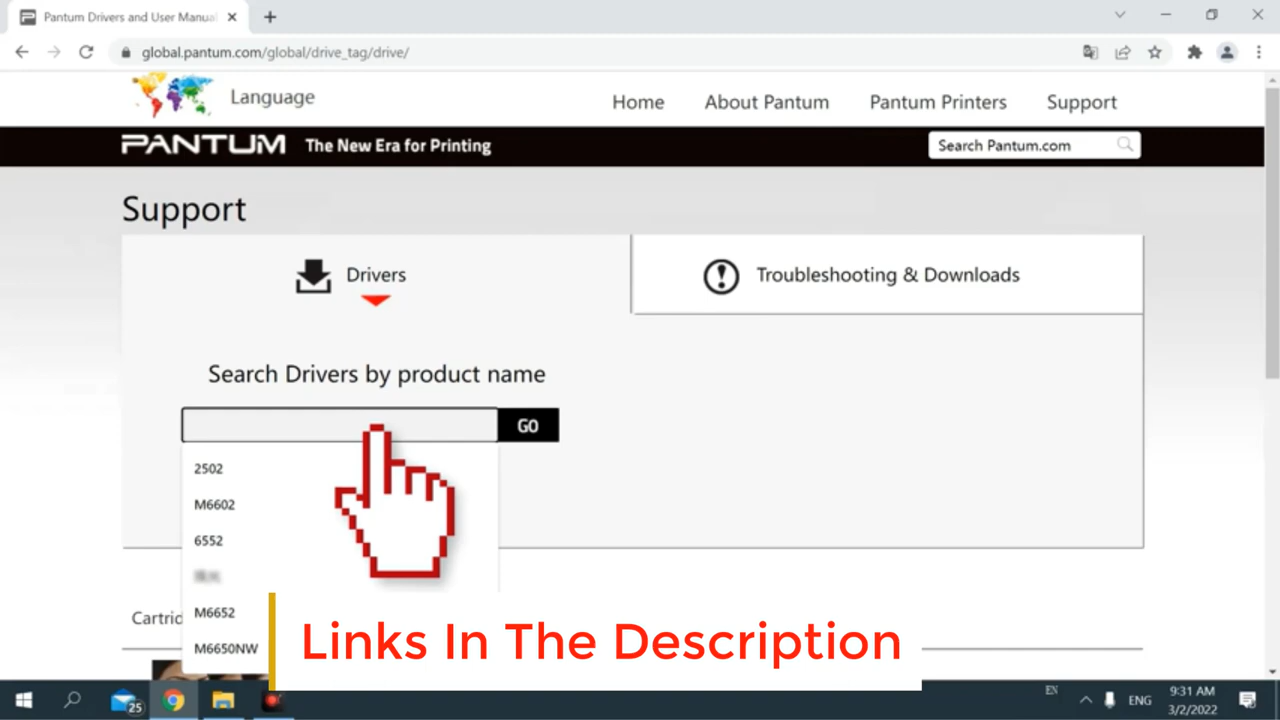 Pantum Drivers and User Manual
global.pantum.com/global/drive_tag/drive/
Language
Home
About Pantum
Pantum Printers
Support
PANTUM
The New Era for Printing
Search Pantum.com
Support
Drivers
Troubleshooting & Downloads
Search Drivers by product name
GO
2502
M6602
6552
M6652
M6650NW
Cartrid
Links In The Description
25
EN
ENG
9:31 AM
3/2/2022